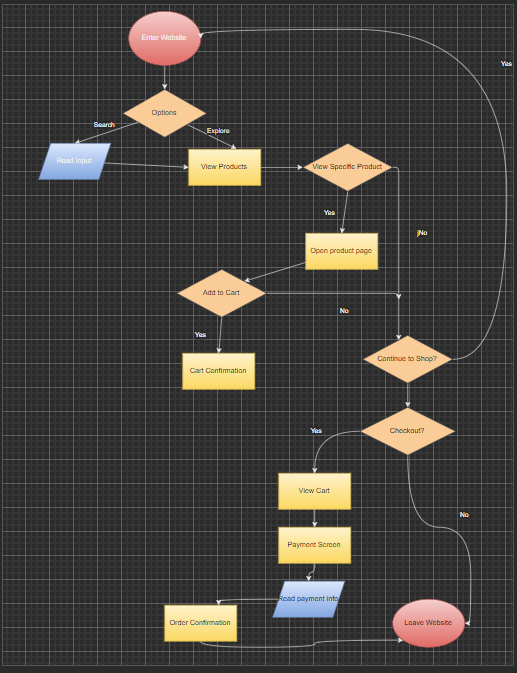 Enter Website
Yes
Options
Search
Explore
Read Input
View Products
View Specific Product
Yes
jNo
Open product page
Add to Cart
No
Yes
Continue to Shop?
Cart Confirmation
Checkout?
Yes
View Cart
No
Payment Screen
Read payment info
Order Confirmation
Leave Website